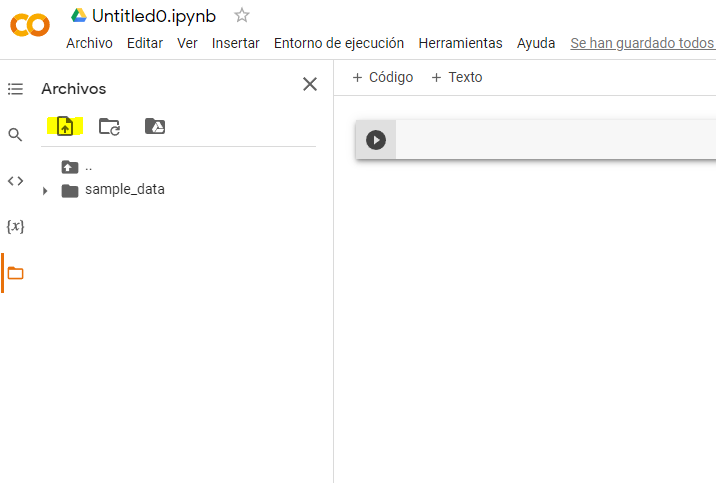 Untitled0.ipynb
Archivo Editar Ver Insertar Entorno de ejecución Herramientas Ayuda Se han guardado todos
Archivos
+ Código + Texto
..
sample_data
{x}